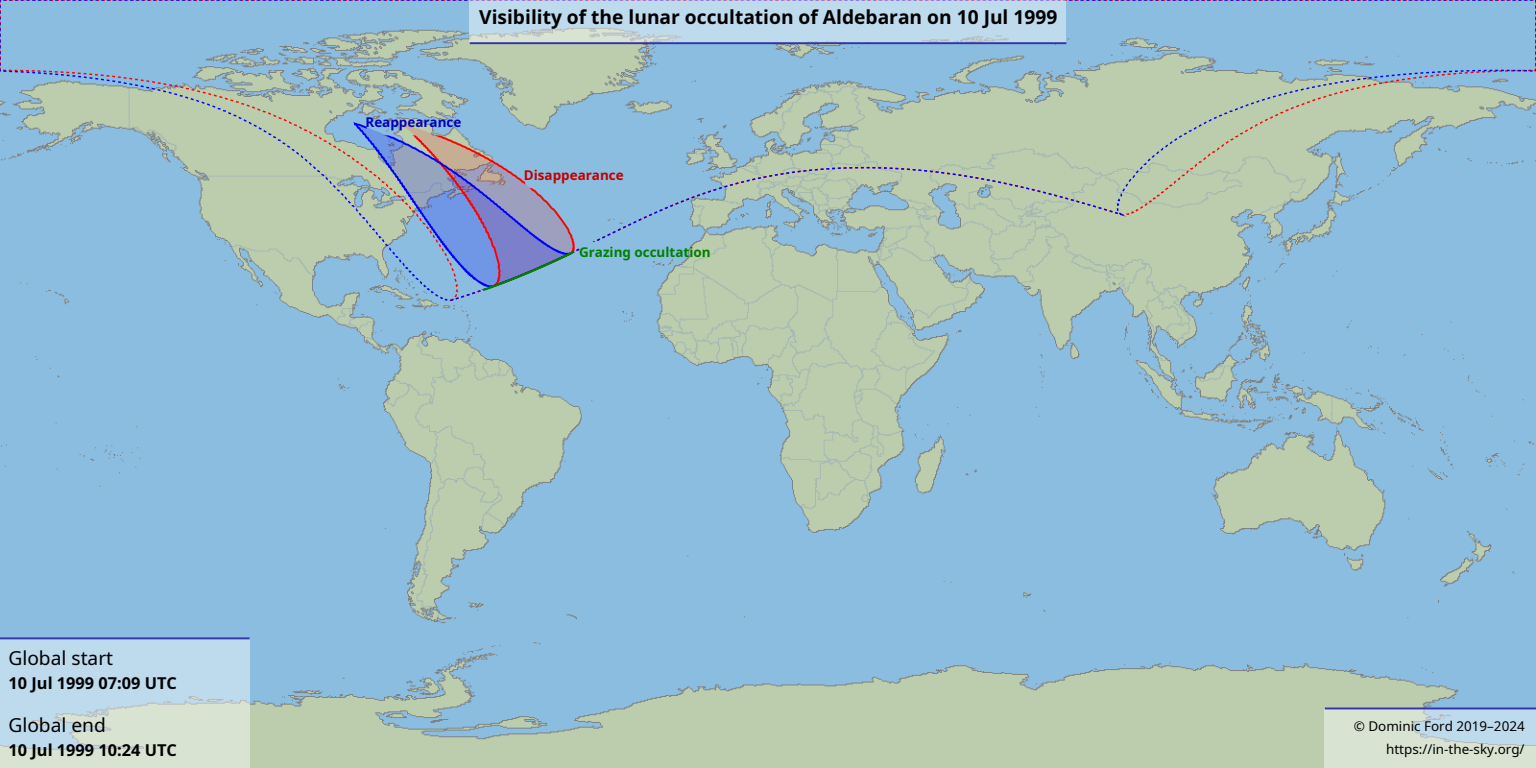 Visibility of the lunar occultation of Aldebaran on 10 Jul 1999
Reappearance
Disappearance
Grazing occultation
Global start
10 Jul 1999 07:09 UTC
Global end
10 Jul 1999 10:24 UTC
© Dominic Ford 2019–2024
https://in-the-sky.org/